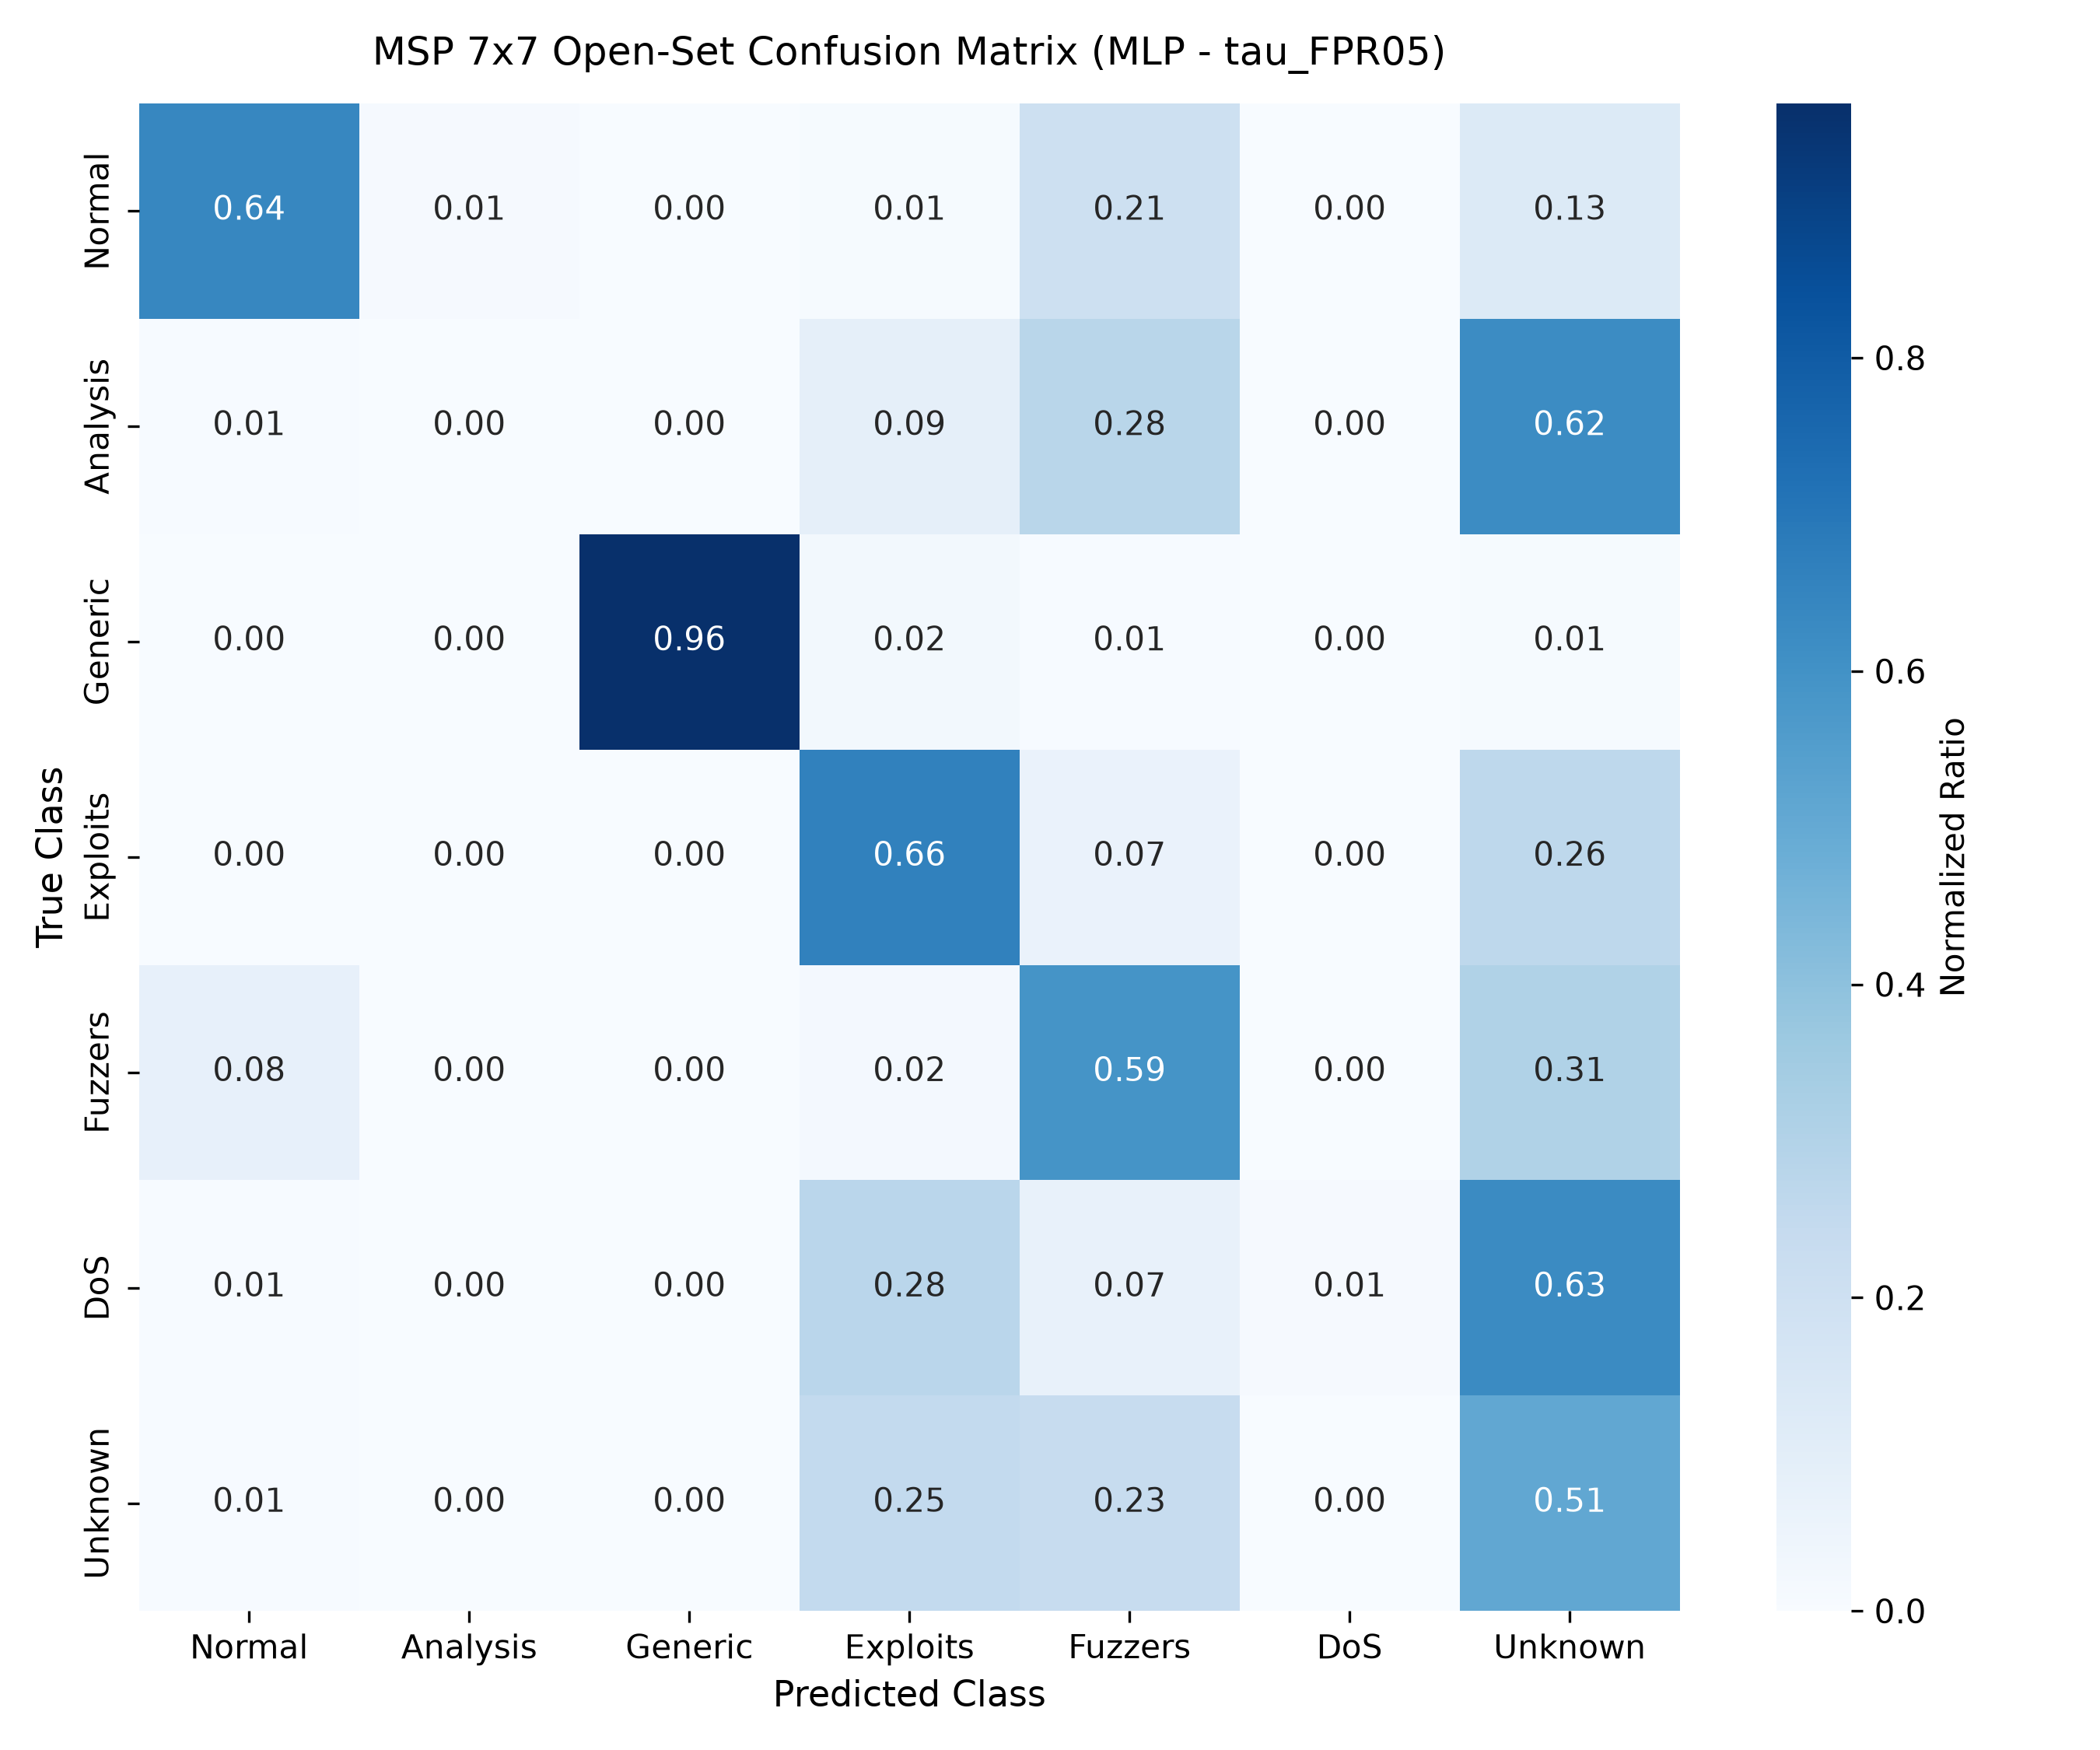 MSP 7x7 Open-Set Confusion Matrix (MLP - tau_FPR05)
True Class
Normal 0.64 0.01 0.00 0.01 0.21 0.00 0.13
Analysis 0.01 0.00 0.00 0.09 0.28 0.00 0.62
Generic 0.00 0.00 0.96 0.02 0.01 0.00 0.01
Exploits 0.00 0.00 0.00 0.66 0.07 0.00 0.26
Fuzzers 0.08 0.00 0.00 0.02 0.59 0.00 0.31
DoS 0.01 0.00 0.00 0.28 0.07 0.01 0.63
Unknown 0.01 0.00 0.00 0.25 0.23 0.00 0.51
Normal Analysis Generic Exploits Fuzzers DoS Unknown
Predicted Class
0.8
0.6
0.4
0.2
0.0
Normalized Ratio